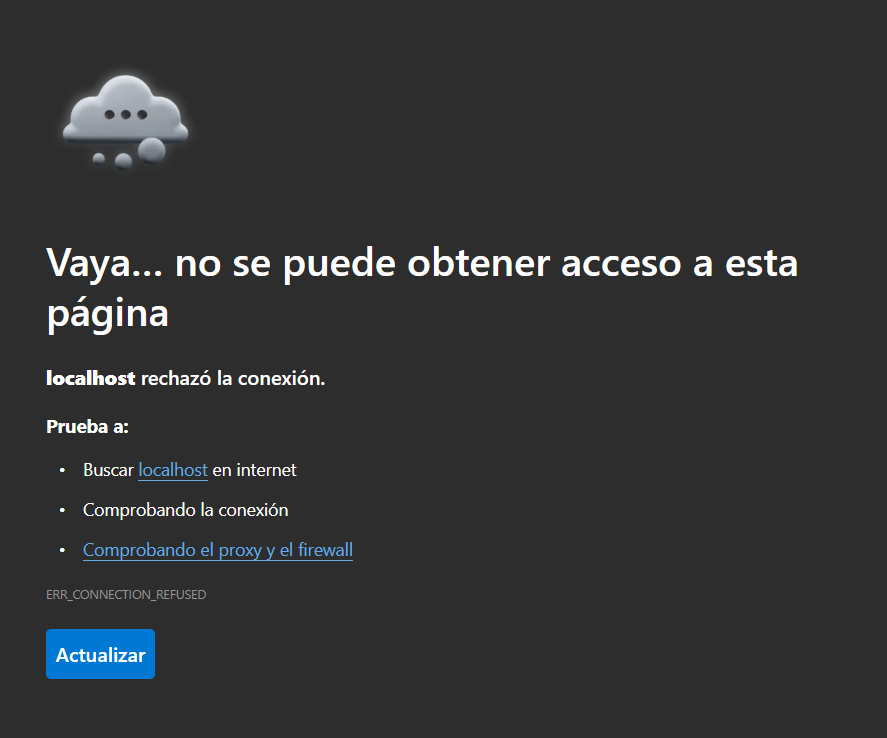 Vaya... no se puede obtener acceso a esta
página
localhost rechazó la conexión.
Prueba a:
• Buscar localhost en internet
• Comprobando la conexión
• Comprobando el proxy y el firewall
ERR_CONNECTION_REFUSED
Actualizar